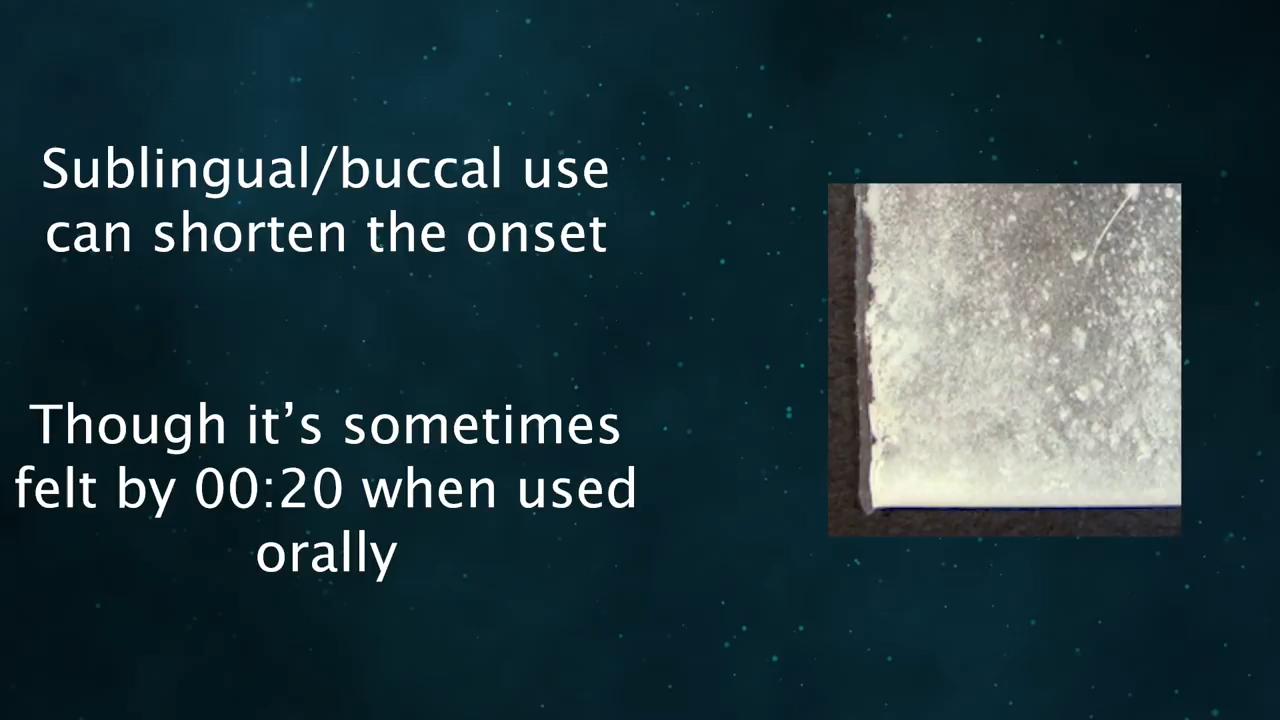 Sublingual/buccal use
can shorten the onset
Though it’s sometimes
felt by 00:20 when used
orally